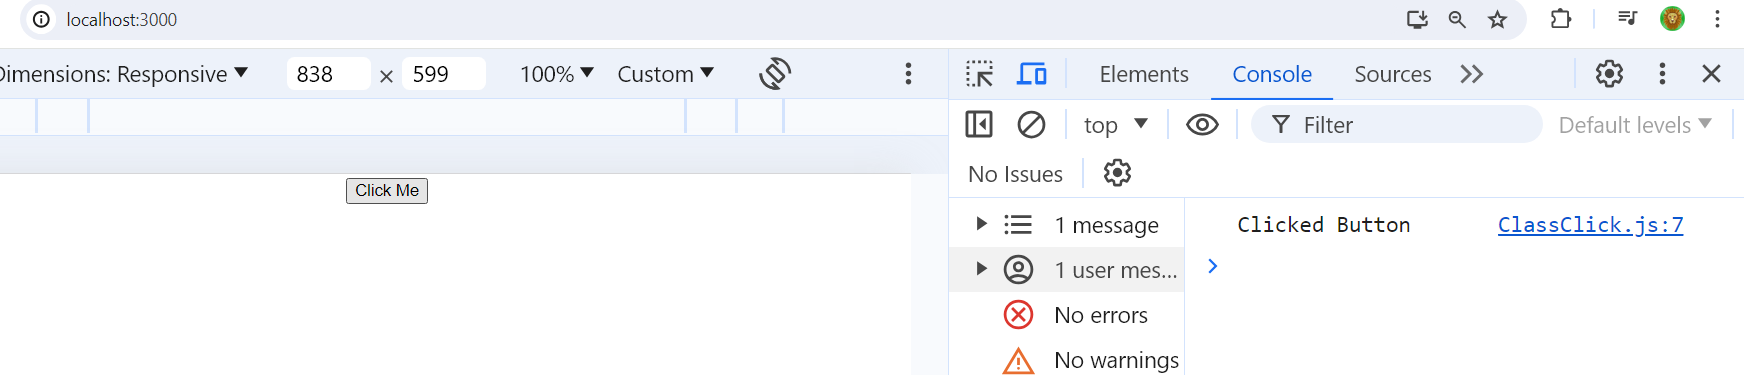 localhost:3000
Dimensions: Responsive 838 × 599 100% Custom
Elements Console Sources
top Filter Default levels
No Issues
Click Me
1 message
Clicked Button ClassClick.js:7
1 user mes...
No errors
No warnings